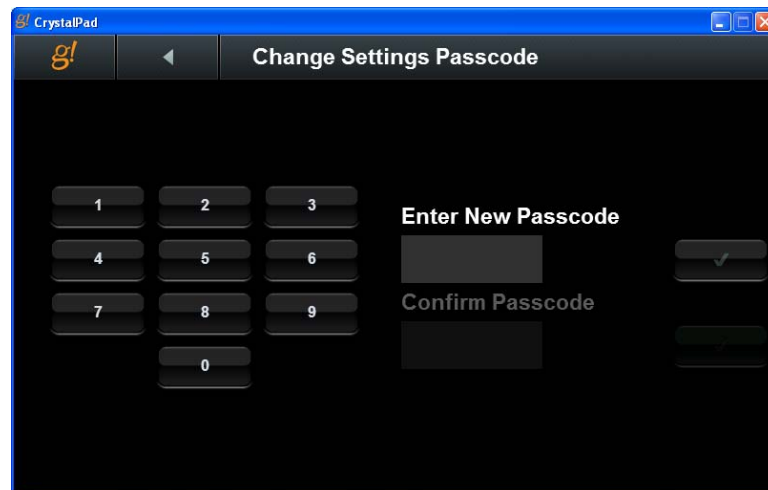 g! CrystalPad
g! Change Settings Passcode
1 2 3
Enter New Passcode
4 5 6
Confirm Passcode
7 8 9
0